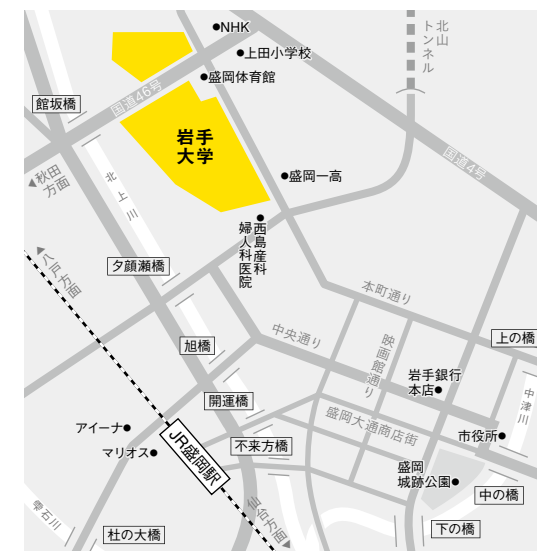 NHK
上田小学校
盛岡体育館
北山
トンネル
館坂橋
国道46号
岩手
大学
国道4号
秋田
方面
北上川
盛岡一高
西島産科
婦人科医院
八戸方面
夕顔瀬橋
本町通り
旭橋
中央通り
映画館通り
上の橋
岩手銀行
本店
中津川
開運橋
盛岡大通商店街
アイーナ
マリオス
JR盛岡駅
不来方橋
市役所
盛岡
城跡公園
中の橋
雫石川
杜の大橋
仙台方面
下の橋